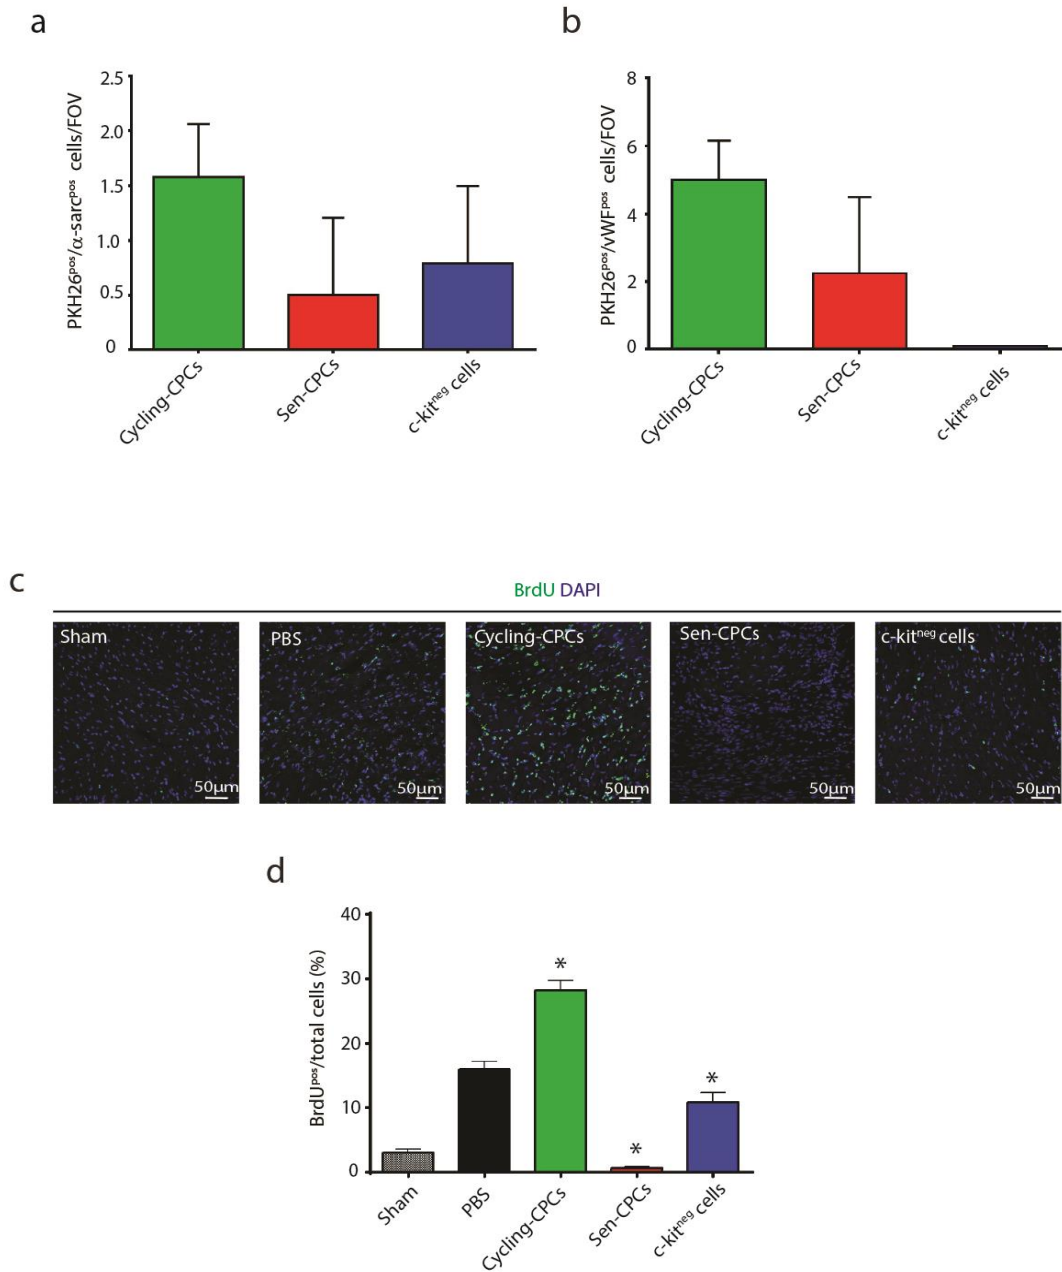 a
PKH26ᵖᵒˢ/α-sarcᵖᵒˢ cells/FOV
2.5
2.0
1.5
1.0
0.5
0
Cycling-CPCs
Sen-CPCs
c-kitⁿᵉᵍ cells
b
PKH26ᵖᵒˢ/vWFᵖᵒˢ cells/FOV
8
6
4
2
0
Cycling-CPCs
Sen-CPCs
c-kitⁿᵉᵍ cells
c
BrdU DAPI
Sham
50µm
PBS
50µm
Cycling-CPCs
50µm
Sen-CPCs
50µm
c-kitⁿᵉᵍ cells
50µm
d
BrdUᵖᵒˢ/total cells (%)
40
30
20
10
0
*
*
*
Sham
PBS
Cycling-CPCs
Sen-CPCs
c-kitⁿᵉᵍ cells